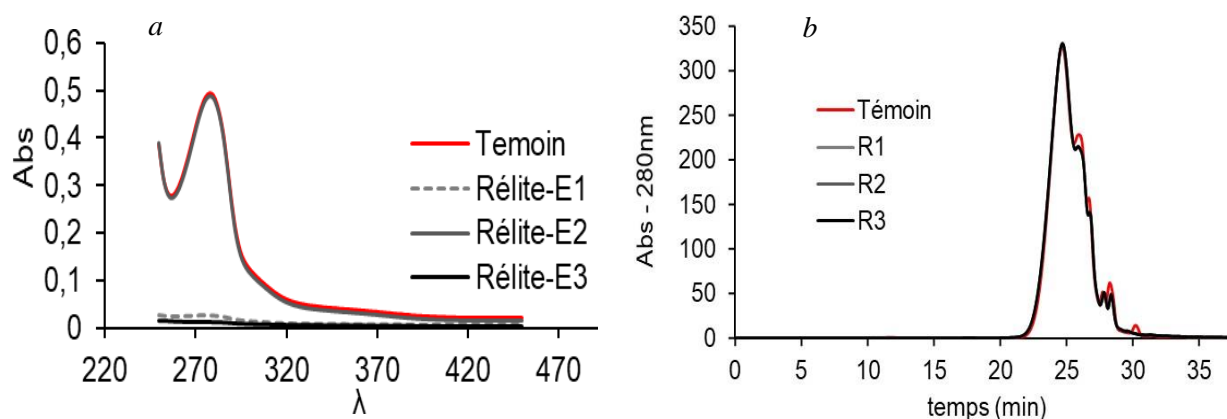 a
0,6
0,5
0,4
0,3
0,2
0,1
0
Abs
220 270 320 370 420 470
λ
Temoin
Rélite-E1
Rélite-E2
Rélite-E3
b
350
300
250
200
150
100
50
0
Abs - 280nm
0 5 10 15 20 25 30 35
temps (min)
Témoin
R1
R2
R3